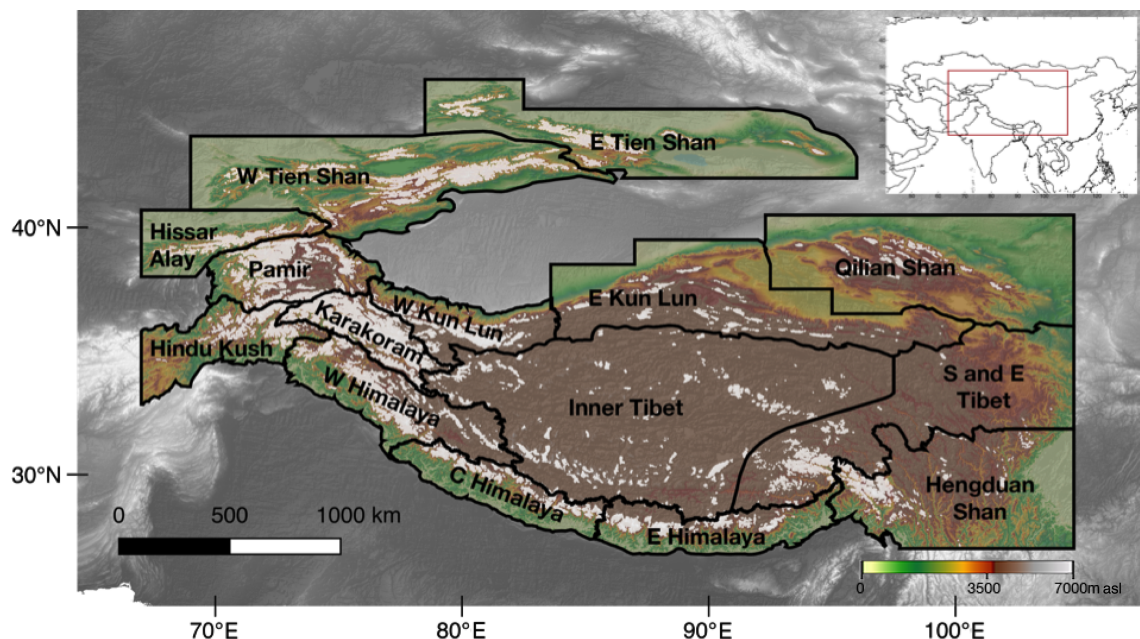 E Tien Shan
W Tien Shan
40°N
Hissar
Alay
Pamir
Qilian Shan
E Kun Lun
W Kun Lun
Karakoram
Hindu Kush
W Himalaya
Inner Tibet
S and E
Tibet
30°N
C Himalaya
Hengduan
Shan
E Himalaya
0 500 1000 km
0 3500 7000m asl
70°E 80°E 90°E 100°E